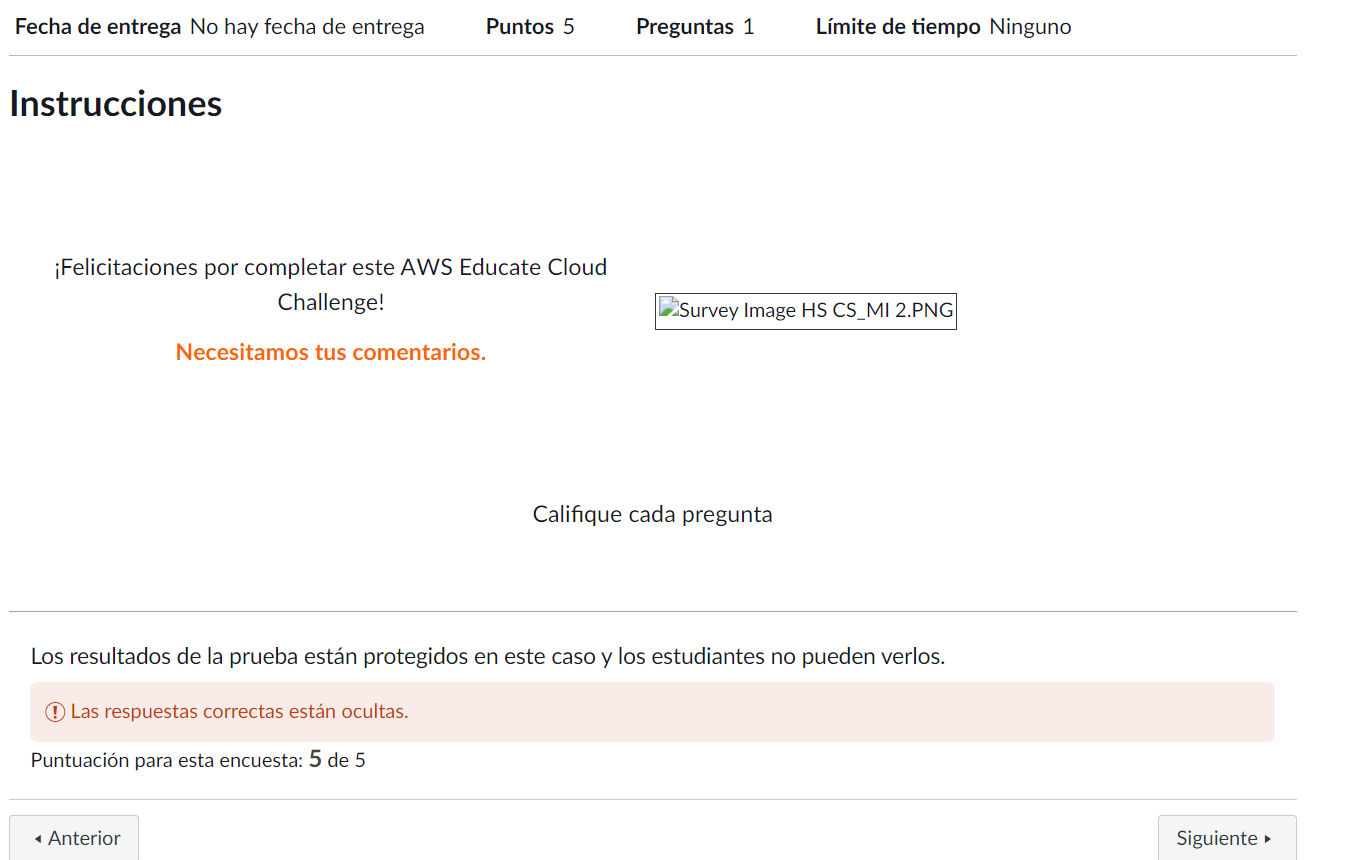 Fecha de entrega No hay fecha de entrega Puntos 5 Preguntas 1 Límite de tiempo Ninguno
Instrucciones
¡Felicitaciones por completar este AWS Educate Cloud
Challenge!
Survey Image HS CS_MI 2.PNG
Necesitamos tus comentarios.
Califique cada pregunta
Los resultados de la prueba están protegidos en este caso y los estudiantes no pueden verlos.
Las respuestas correctas están ocultas.
Puntuación para esta encuesta: 5 de 5
Anterior
Siguiente